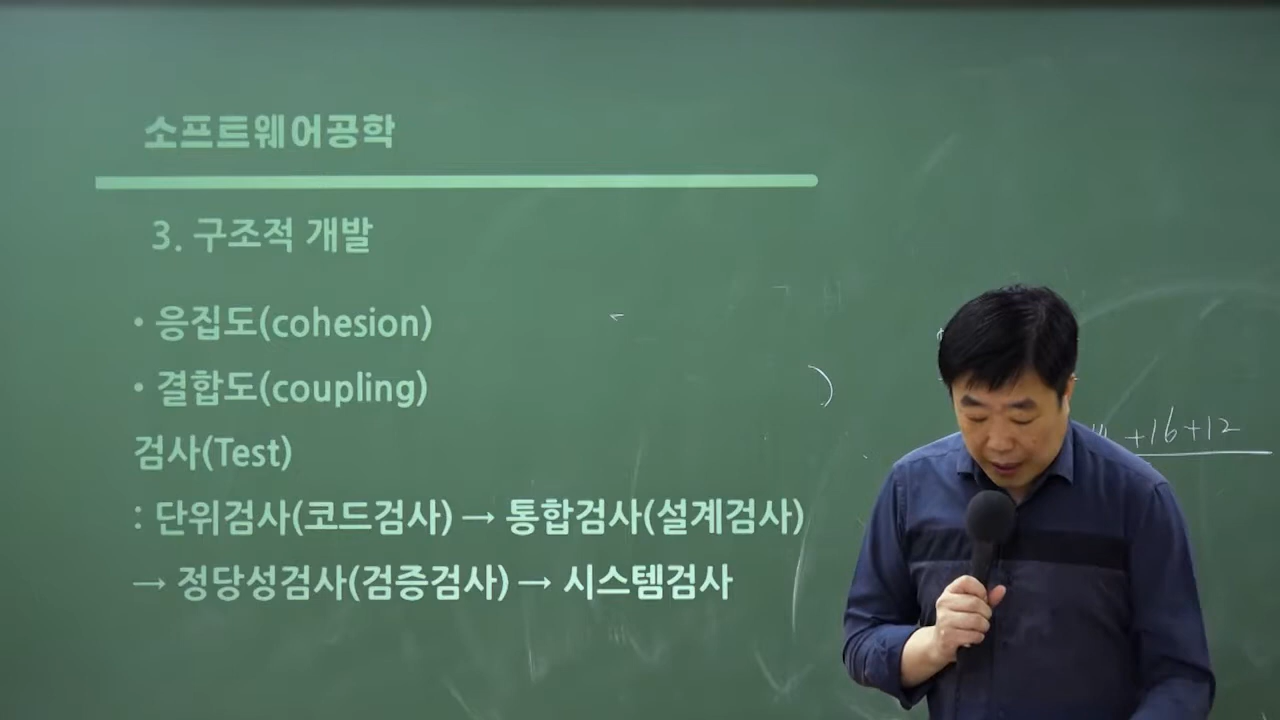 소프트웨어공학
3. 구조적 개발
• 응집도(cohesion)
• 결합도(coupling)
검사(Test)
: 단위검사(코드검사) → 통합검사(설계검사)
→ 정당성검사(검증검사) → 시스템검사
+16+12